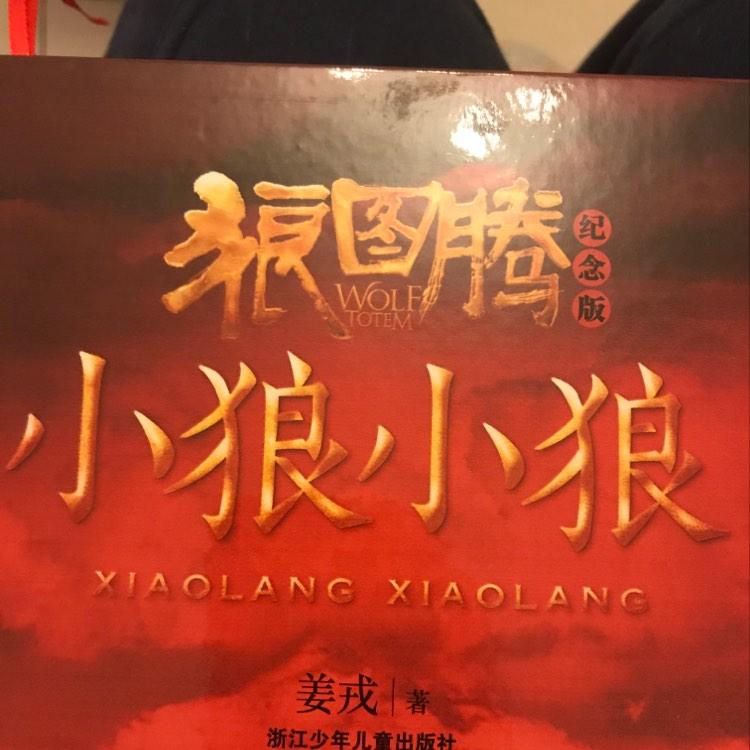 狼图腾
WOLF
TOTEM
纪念版
小狼小狼
XIAOLANG XIAOLANG
姜戎 | 著
浙江少年儿童出版社